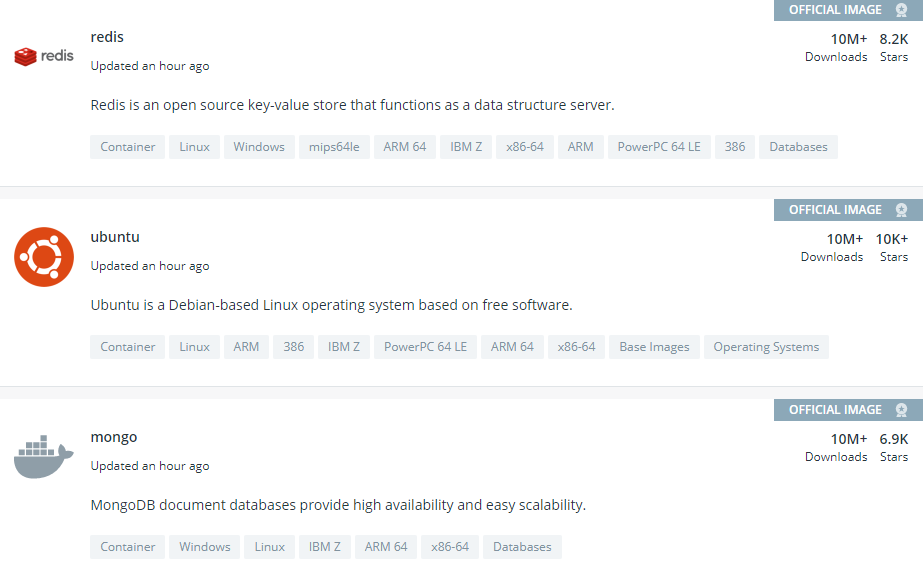 OFFICIAL IMAGE
redis
redis
10M+ 8.2K
Updated an hour ago
Downloads Stars
Redis is an open source key-value store that functions as a data structure server.
Container Linux Windows mips64le ARM 64 IBM Z x86-64 ARM PowerPC 64 LE 386 Databases
OFFICIAL IMAGE
ubuntu
10M+ 10K+
Updated an hour ago
Downloads Stars
Ubuntu is a Debian-based Linux operating system based on free software.
Container Linux ARM 386 IBM Z PowerPC 64 LE ARM 64 x86-64 Base Images Operating Systems
OFFICIAL IMAGE
mongo
10M+ 6.9K
Updated an hour ago
Downloads Stars
MongoDB document databases provide high availability and easy scalability.
Container Windows Linux IBM Z ARM 64 x86-64 Databases